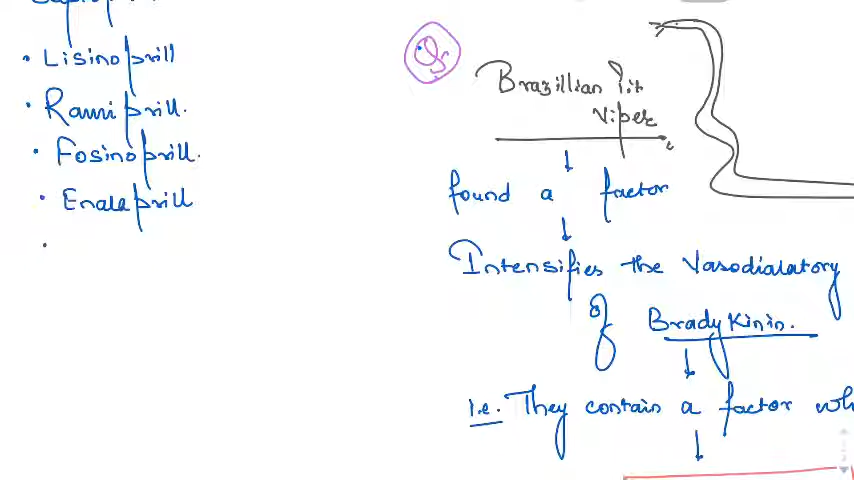 • Lisinoprill
• Ramiprill.
• Fosinoprill.
• Enalaprill
•
Brazillian Pit
Viper
found a factor
Intensifies the Vasodialatory
of Bradykinin.
i.e. They contain a factor wh